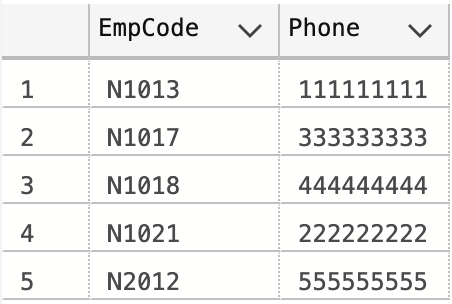 EmpCode Phone
1 N1013 111111111
2 N1017 333333333
3 N1018 444444444
4 N1021 222222222
5 N2012 555555555